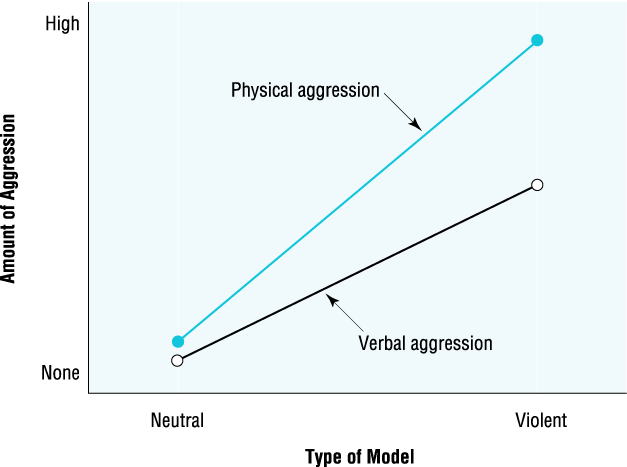 High
Physical aggression
Amount of Aggression
Verbal aggression
None
Neutral
Violent
Type of Model